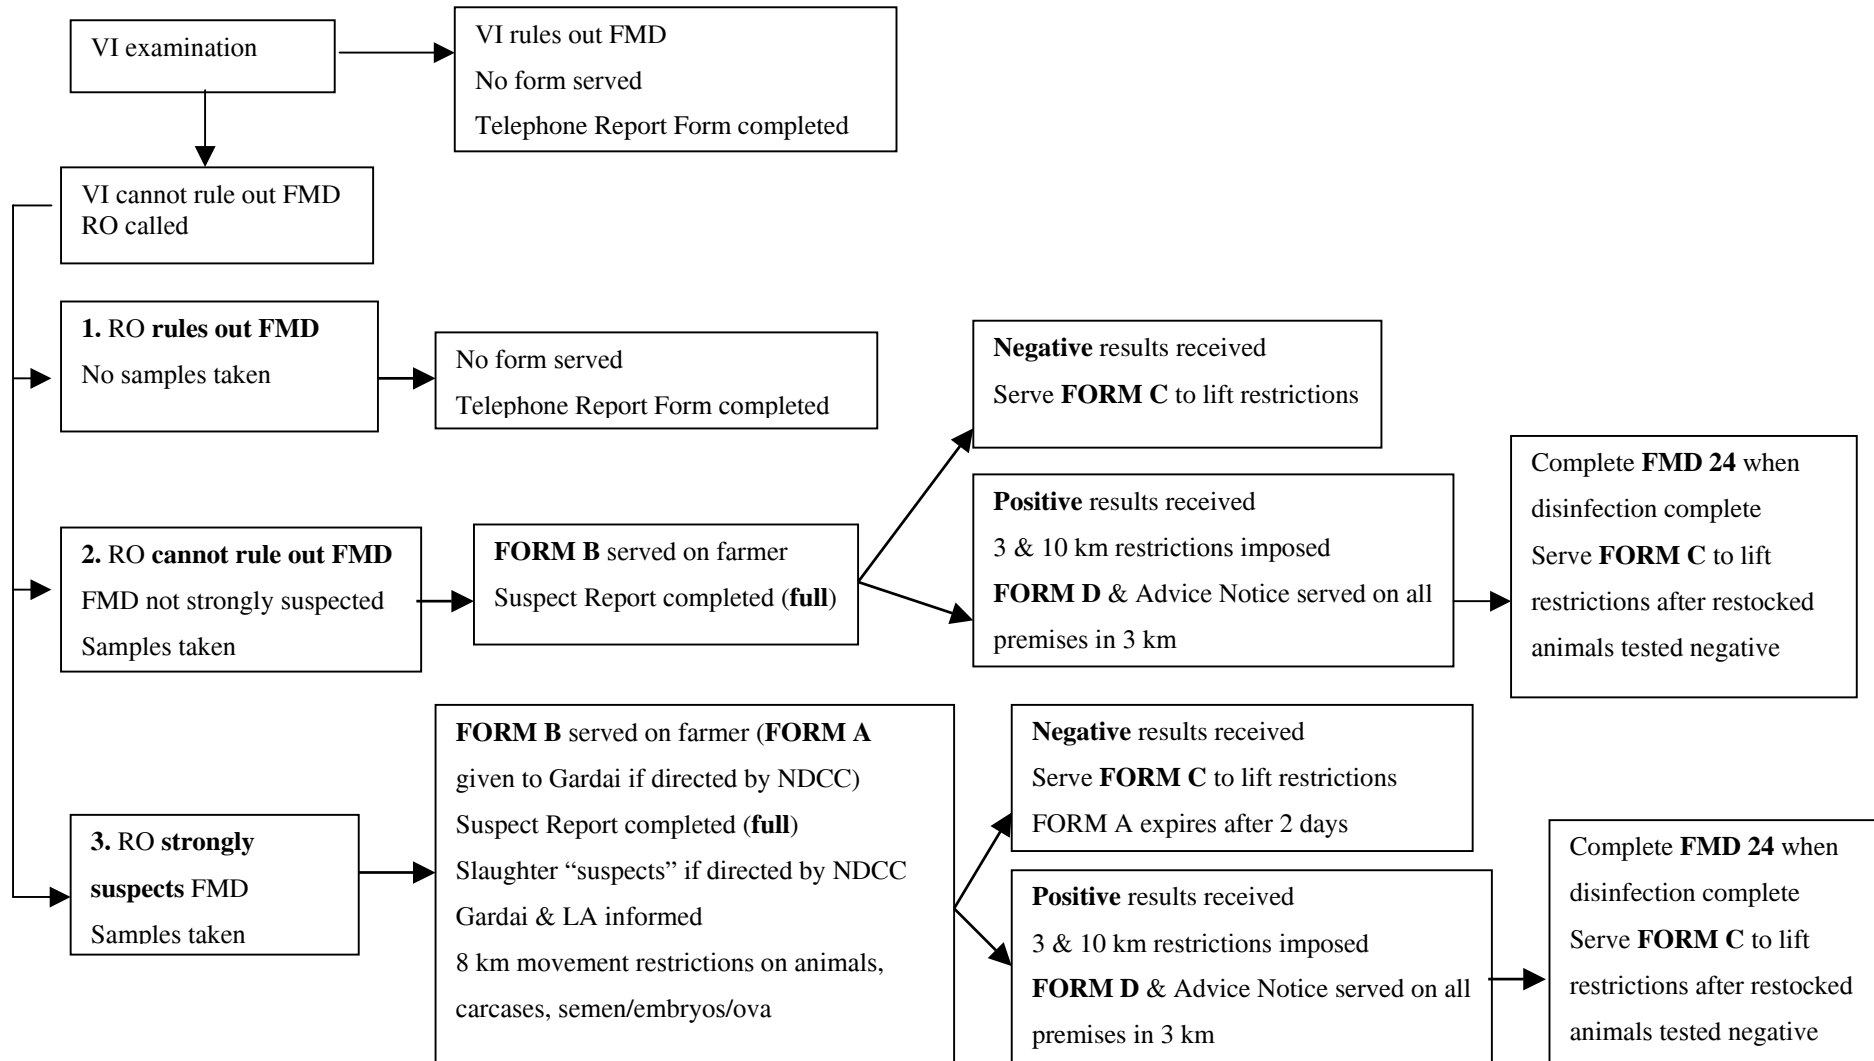 VI examination
VI rules out FMD
No form served
Telephone Report Form completed
VI cannot rule out FMD
RO called
1. RO rules out FMD
No samples taken
No form served
Telephone Report Form completed
Negative results received
Serve FORM C to lift restrictions
2. RO cannot rule out FMD
FMD not strongly suspected
Samples taken
FORM B served on farmer
Suspect Report completed (full)
Positive results received
3 & 10 km restrictions imposed
FORM D & Advice Notice served on all
premises in 3 km
Complete FMD 24 when
disinfection complete
Serve FORM C to lift
restrictions after restocked
animals tested negative
3. RO strongly
suspects FMD
Samples taken
FORM B served on farmer (FORM A
given to Gardai if directed by NDCC)
Suspect Report completed (full)
Slaughter “suspects” if directed by NDCC
Gardai & LA informed
8 km movement restrictions on animals,
carcases, semen/embryos/ova
Negative results received
Serve FORM C to lift restrictions
FORM A expires after 2 days
Positive results received
3 & 10 km restrictions imposed
FORM D & Advice Notice served on all
premises in 3 km
Complete FMD 24 when
disinfection complete
Serve FORM C to lift
restrictions after restocked
animals tested negative